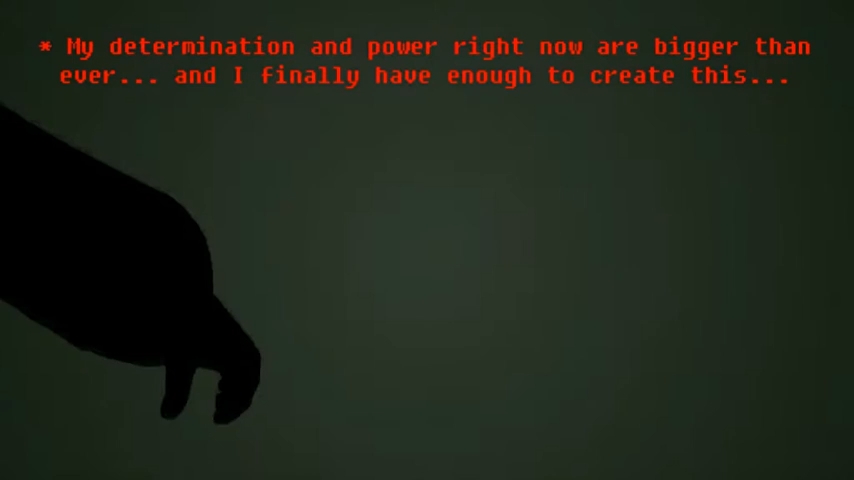 * My determination and power right now are bigger than
ever... and I finally have enough to create this...